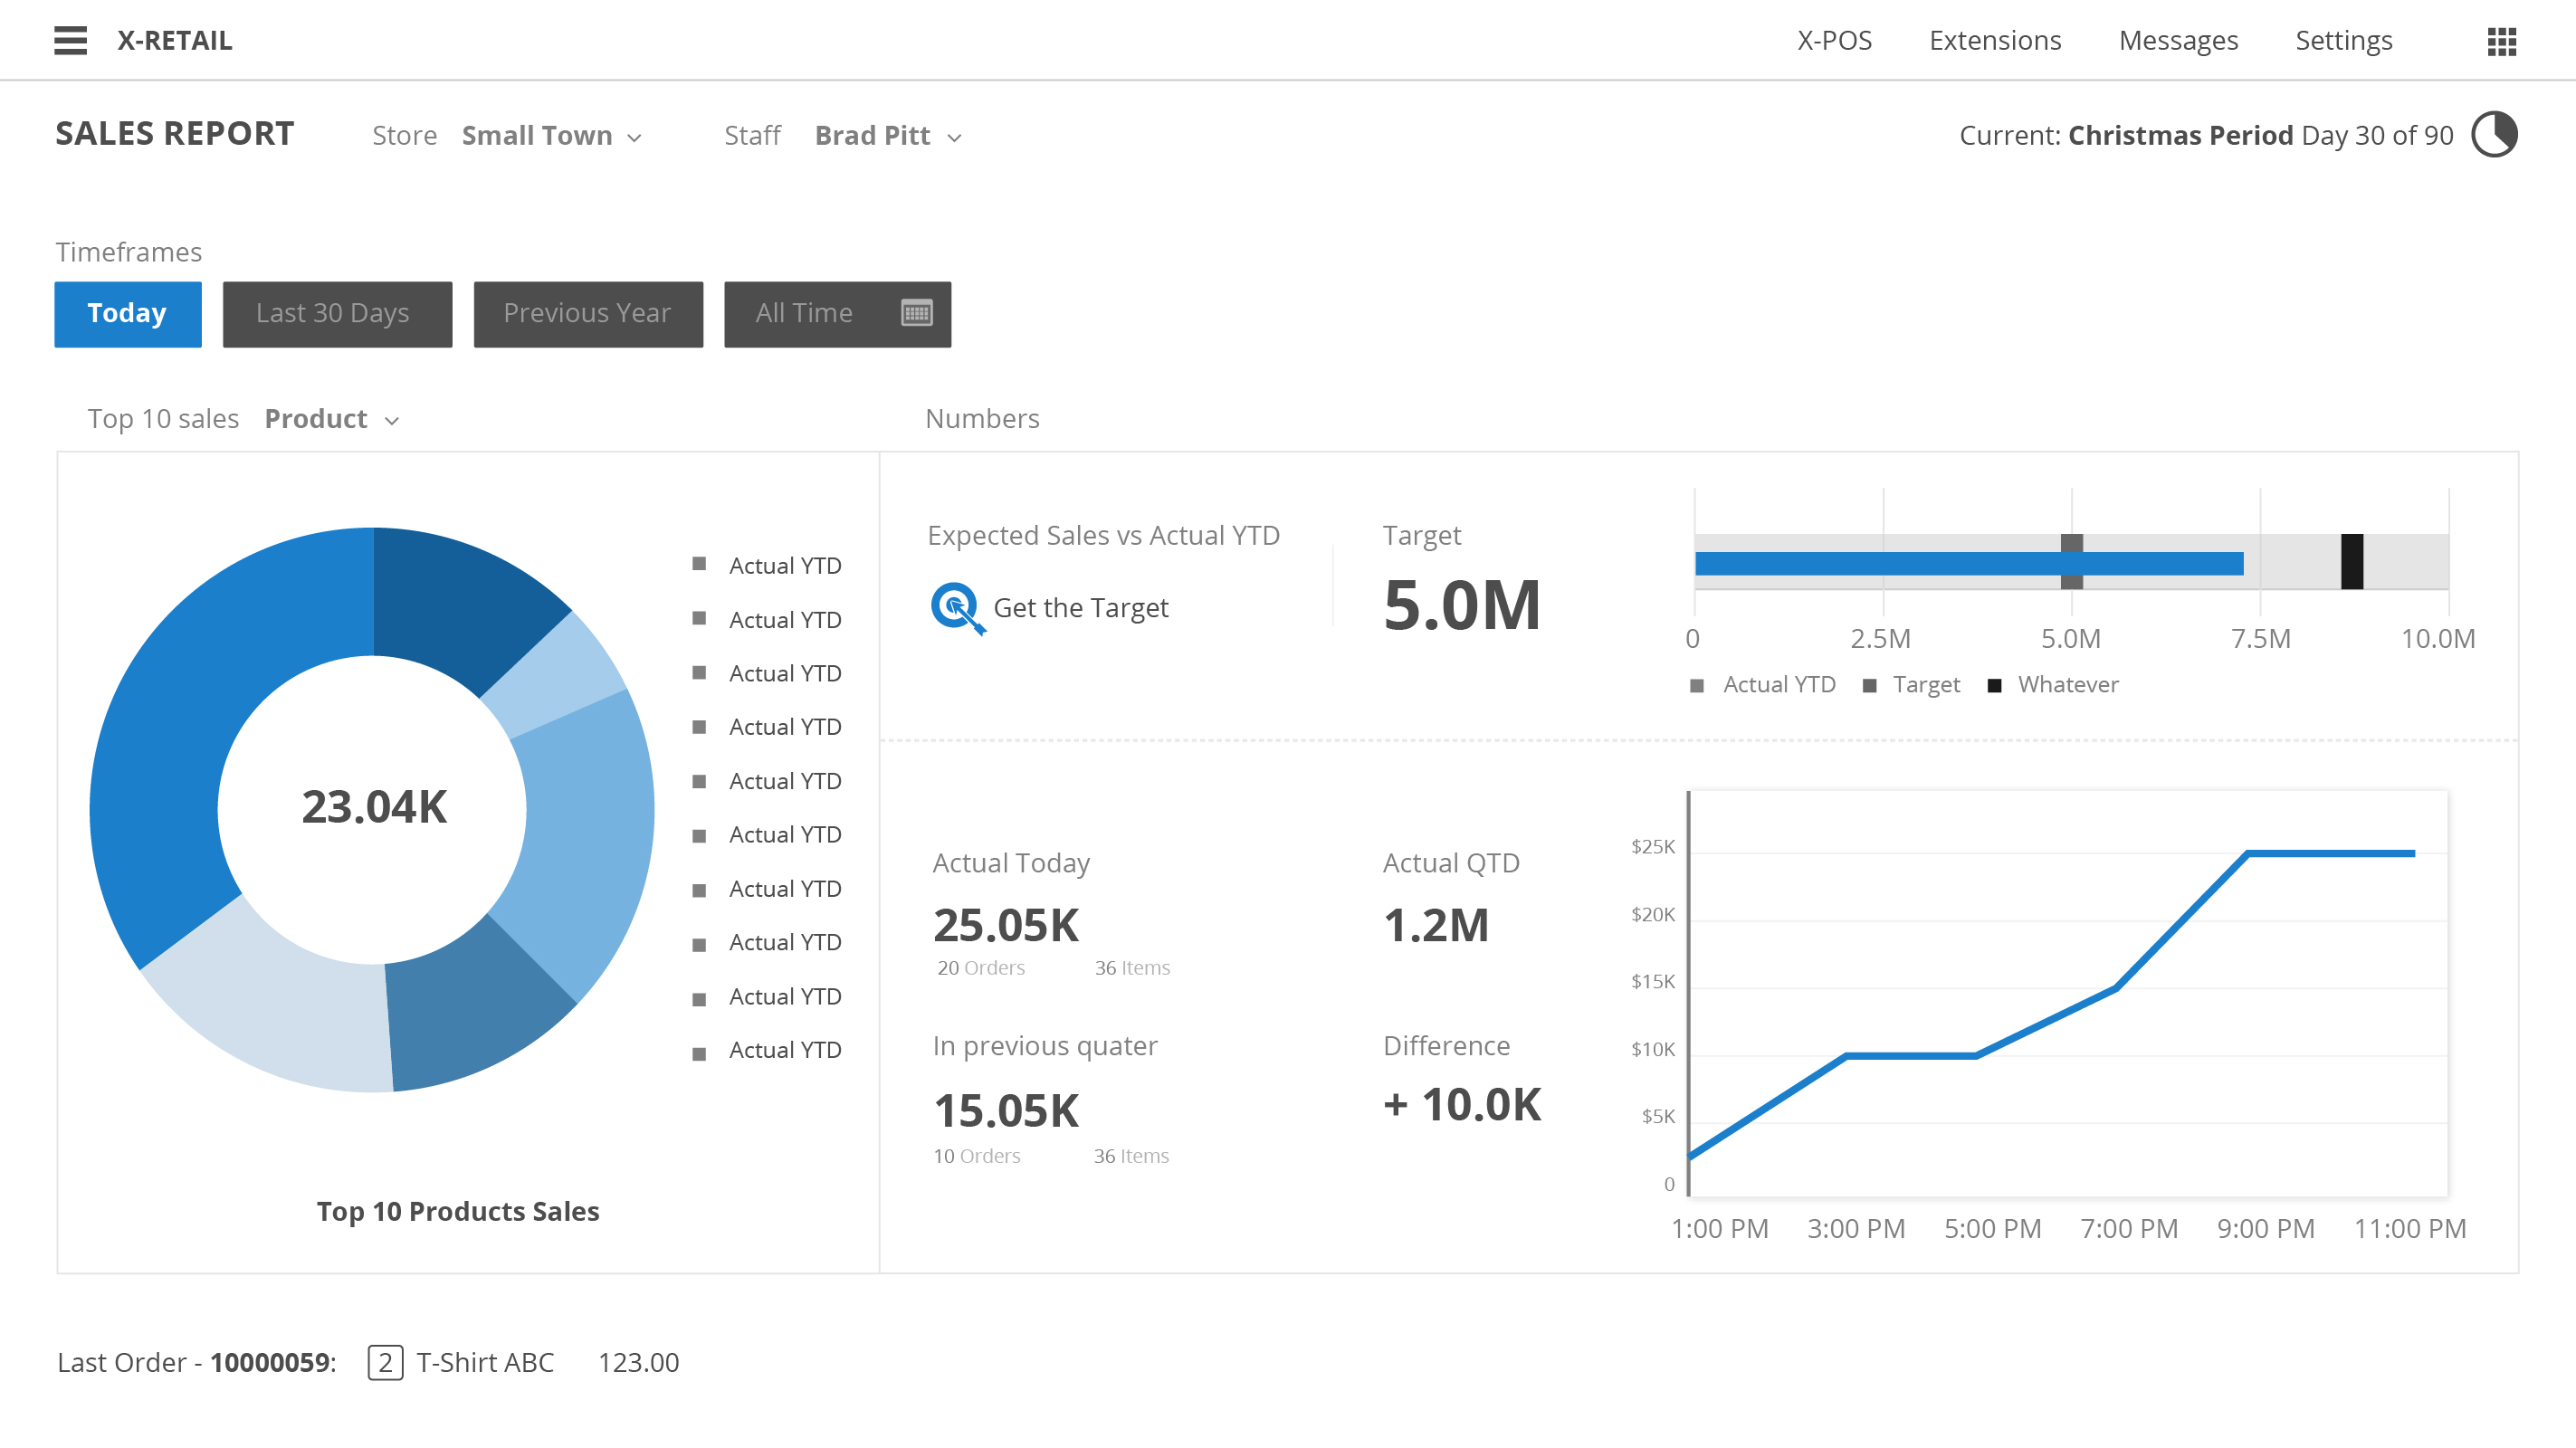 X-RETAIL X-POS Extensions Messages Settings
SALES REPORT Store Small Town Staff Brad Pitt Current: Christmas Period Day 30 of 90
Timeframes
Today Last 30 Days Previous Year All Time
Top 10 sales Product Numbers
23.04K
Actual YTD
Actual YTD
Actual YTD
Actual YTD
Actual YTD
Actual YTD
Actual YTD
Actual YTD
Actual YTD
Actual YTD
Top 10 Products Sales
Expected Sales vs Actual YTD
Get the Target
Target
5.0M
0 2.5M 5.0M 7.5M 10.0M
Actual YTD Target Whatever
Actual Today
25.05K
20 Orders 36 Items
Actual QTD
1.2M
In previous quater
15.05K
10 Orders 36 Items
Difference
+ 10.0K
$25K
$20K
$15K
$10K
$5K
0
1:00 PM 3:00 PM 5:00 PM 7:00 PM 9:00 PM 11:00 PM
Last Order - 10000059: 2 T-Shirt ABC 123.00